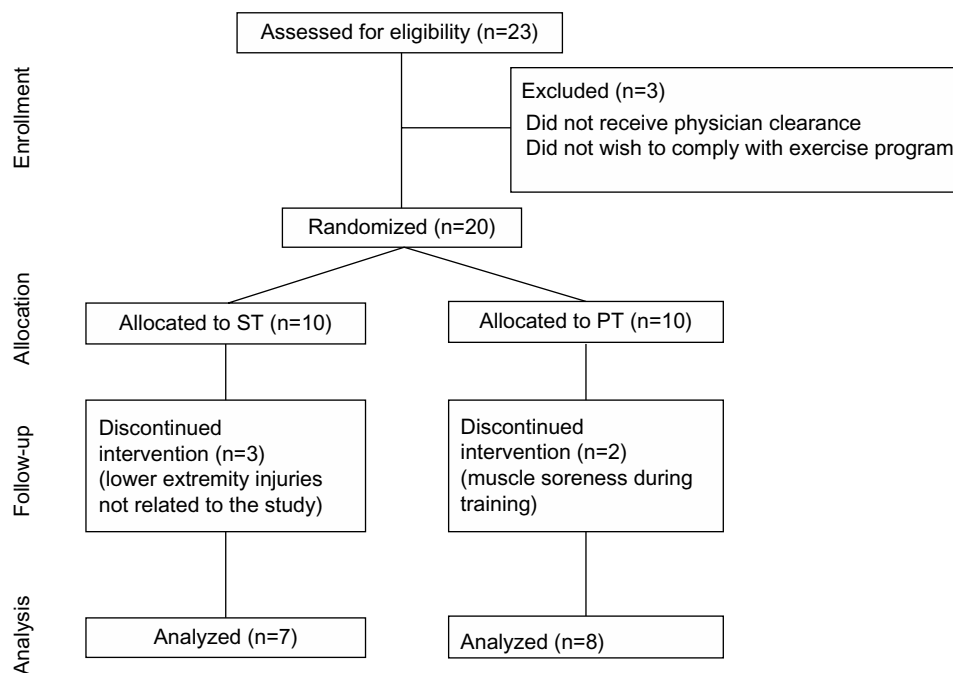 Assessed for eligibility (n=23)
Enrollment
Excluded (n=3)
Did not receive physician clearance
Did not wish to comply with exercise program
Randomized (n=20)
Allocation
Allocated to ST (n=10)
Allocated to PT (n=10)
Follow-up
Discontinued
intervention (n=3)
(lower extremity injuries
not related to the study)
Discontinued
intervention (n=2)
(muscle soreness during
training)
Analysis
Analyzed (n=7)
Analyzed (n=8)